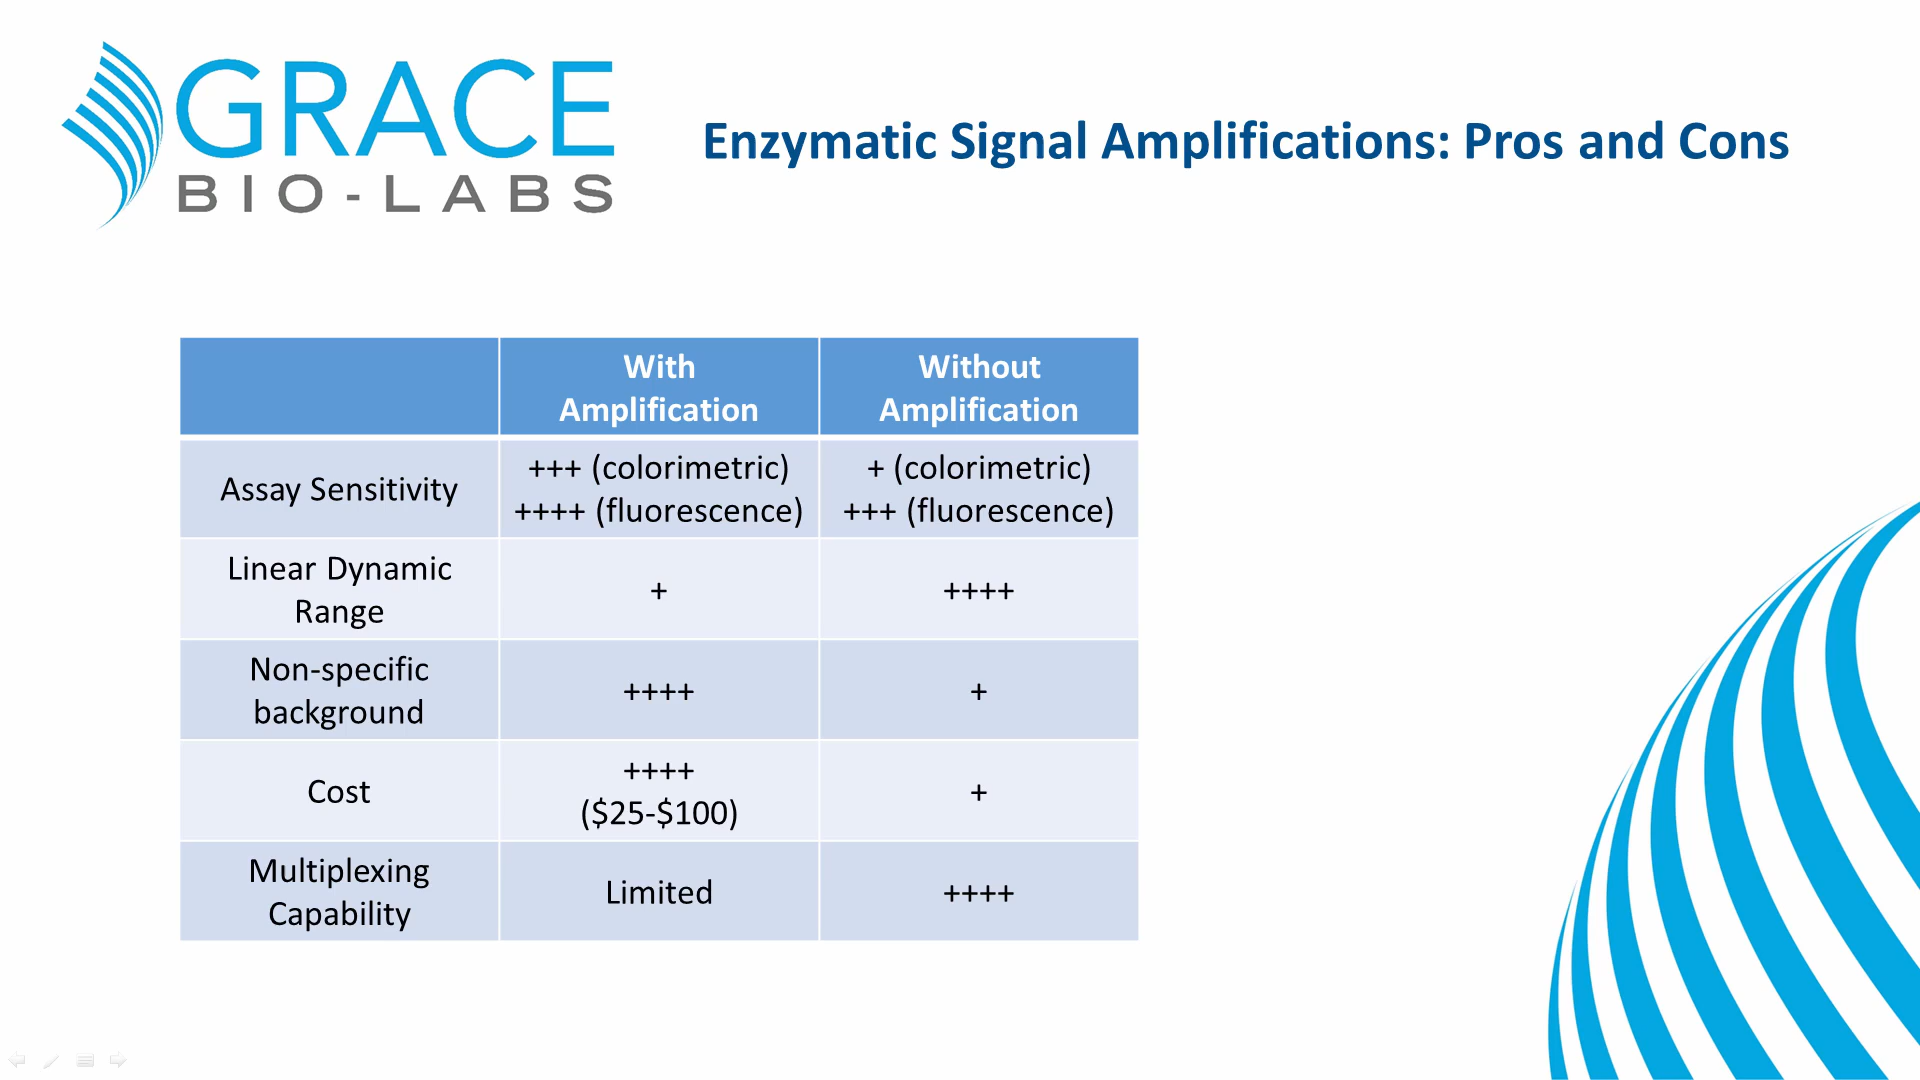 GRACE
BIO-LABS
Enzymatic Signal Amplifications: Pros and Cons
With
Amplification
Without
Amplification
Assay Sensitivity
+++ (colorimetric)
++++ (fluorescence)
+ (colorimetric)
+++ (fluorescence)
Linear Dynamic
Range
+
++++
Non-specific
background
++++
+
Cost
++++
($25-$100)
+
Multiplexing
Capability
Limited
++++